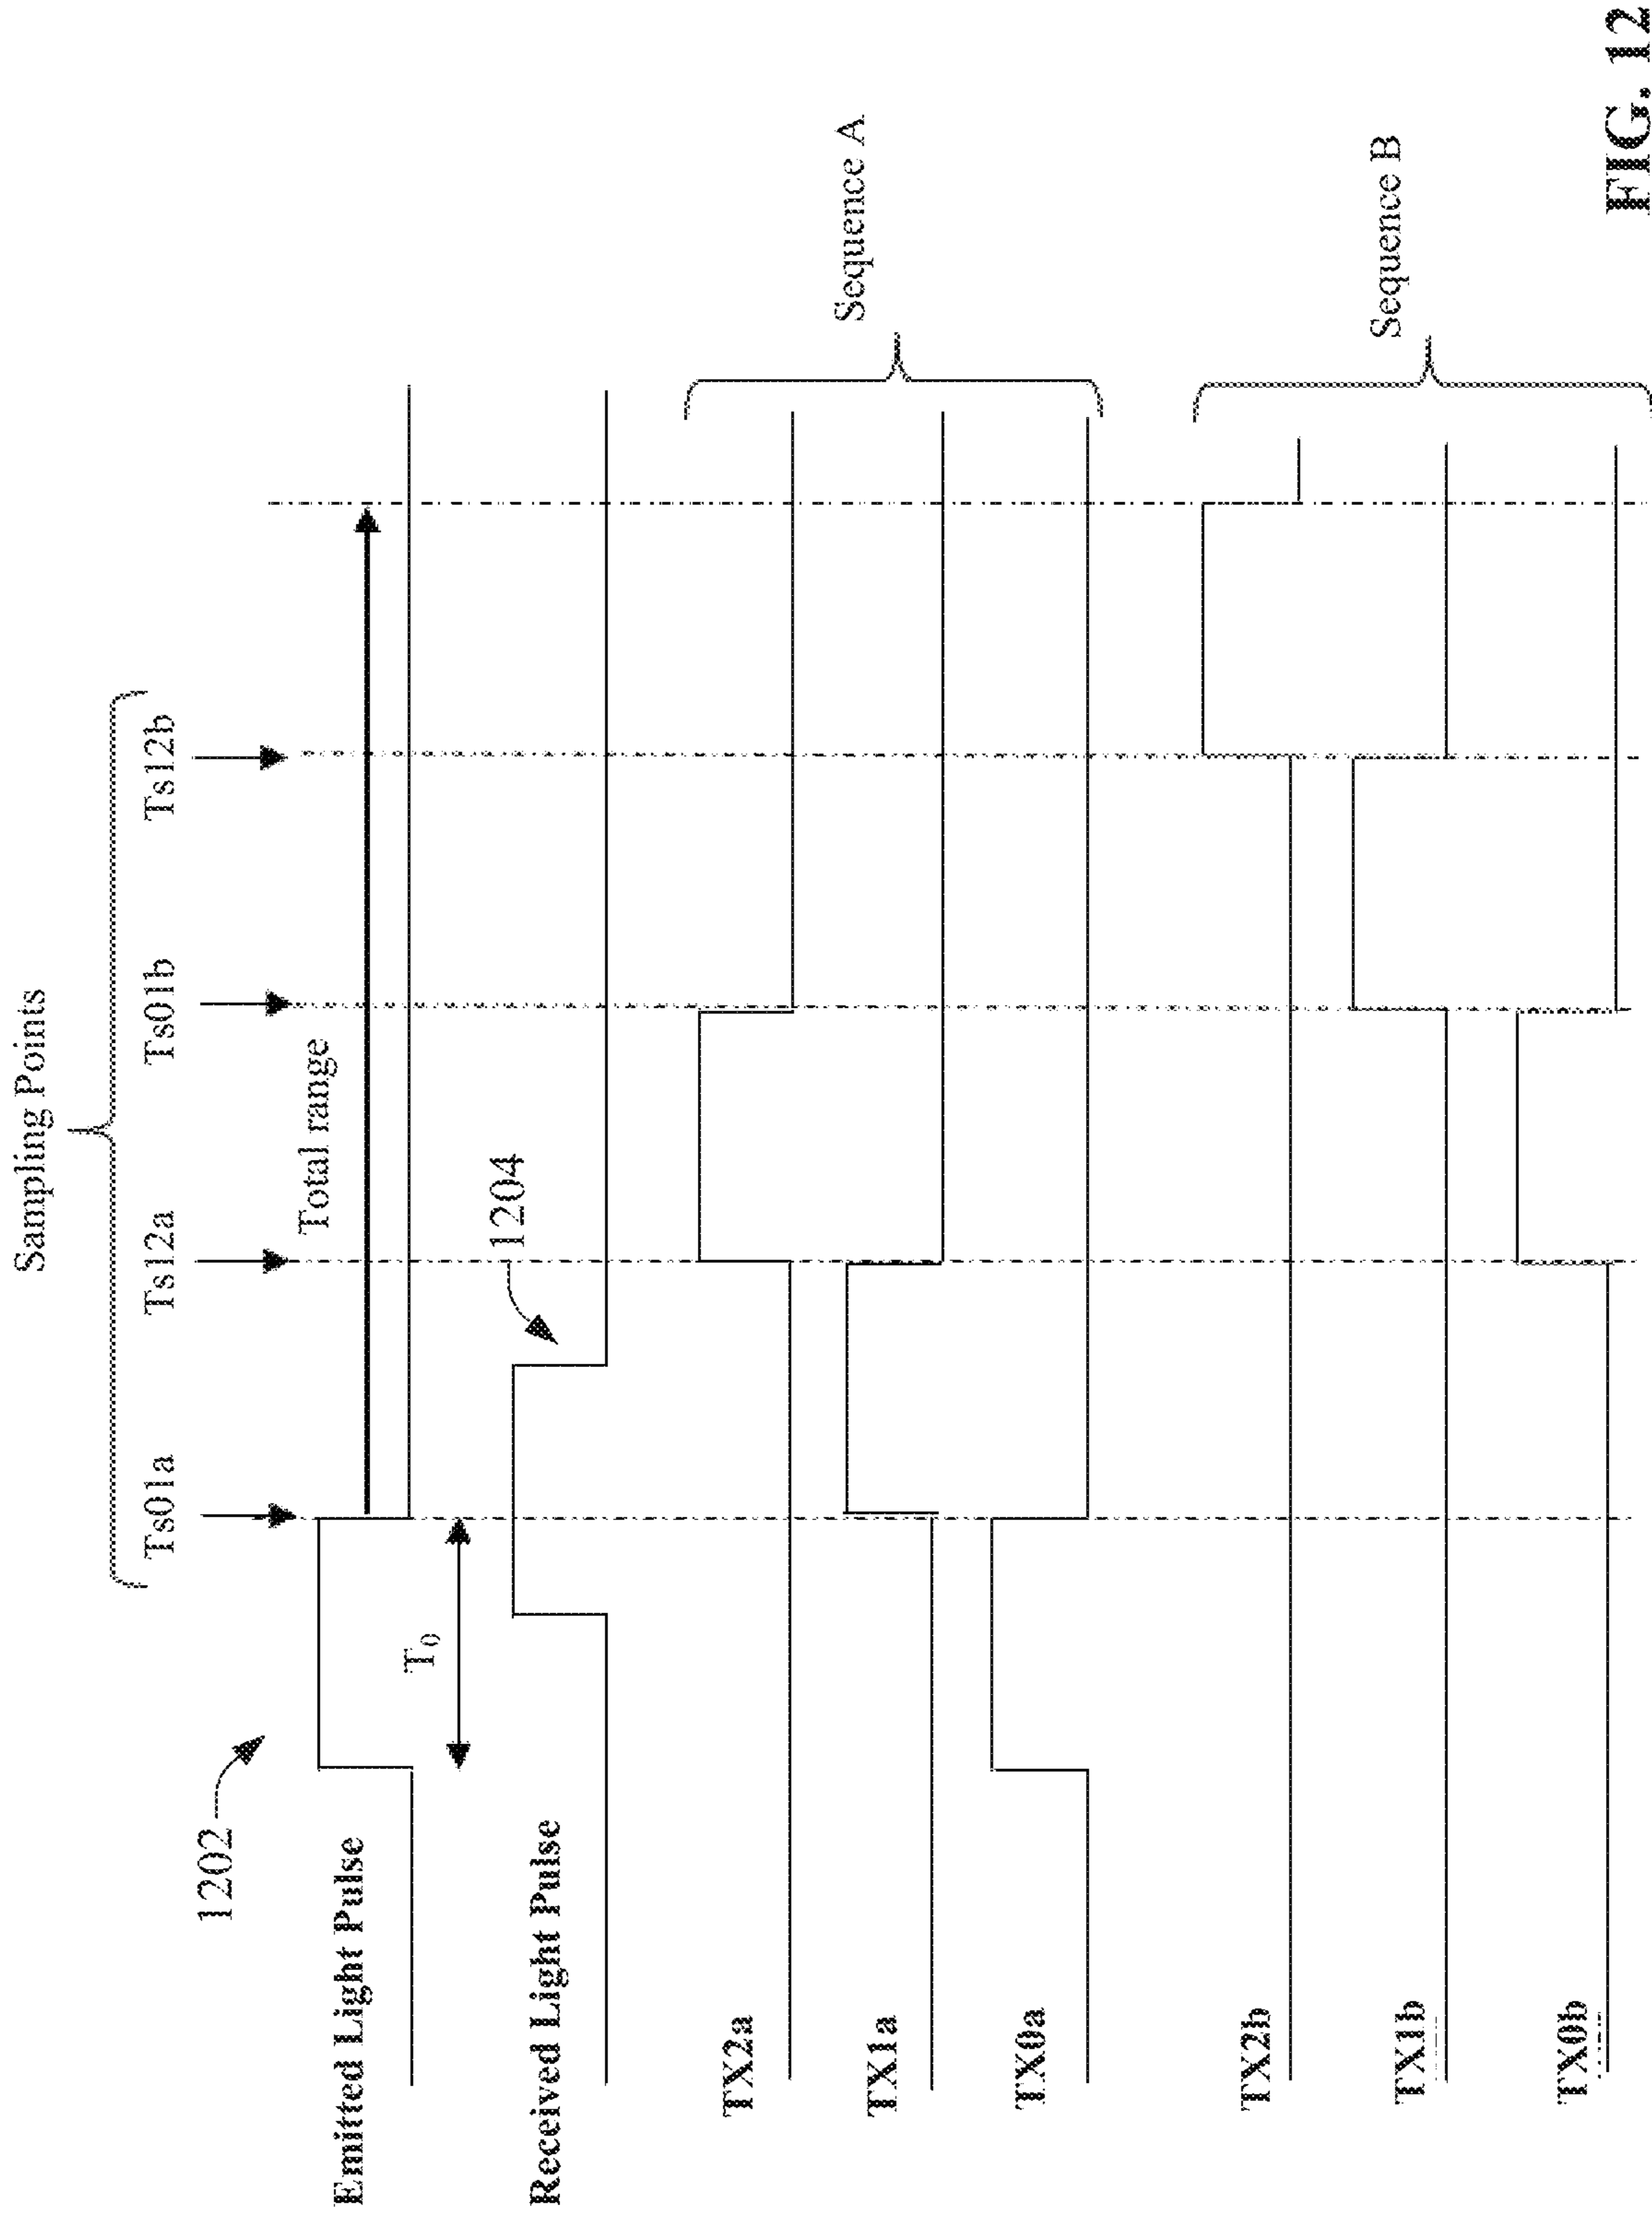 Sampling Points
Ts01a
Ts12a
Ts01b
Ts12b
1202
Total range
Emitted Light Pulse
T0
1204
Received Light Pulse
TX2a
TX1a
Sequence A
TX0a
TX2b
TX1b
Sequence B
TX0b
FIG. 12